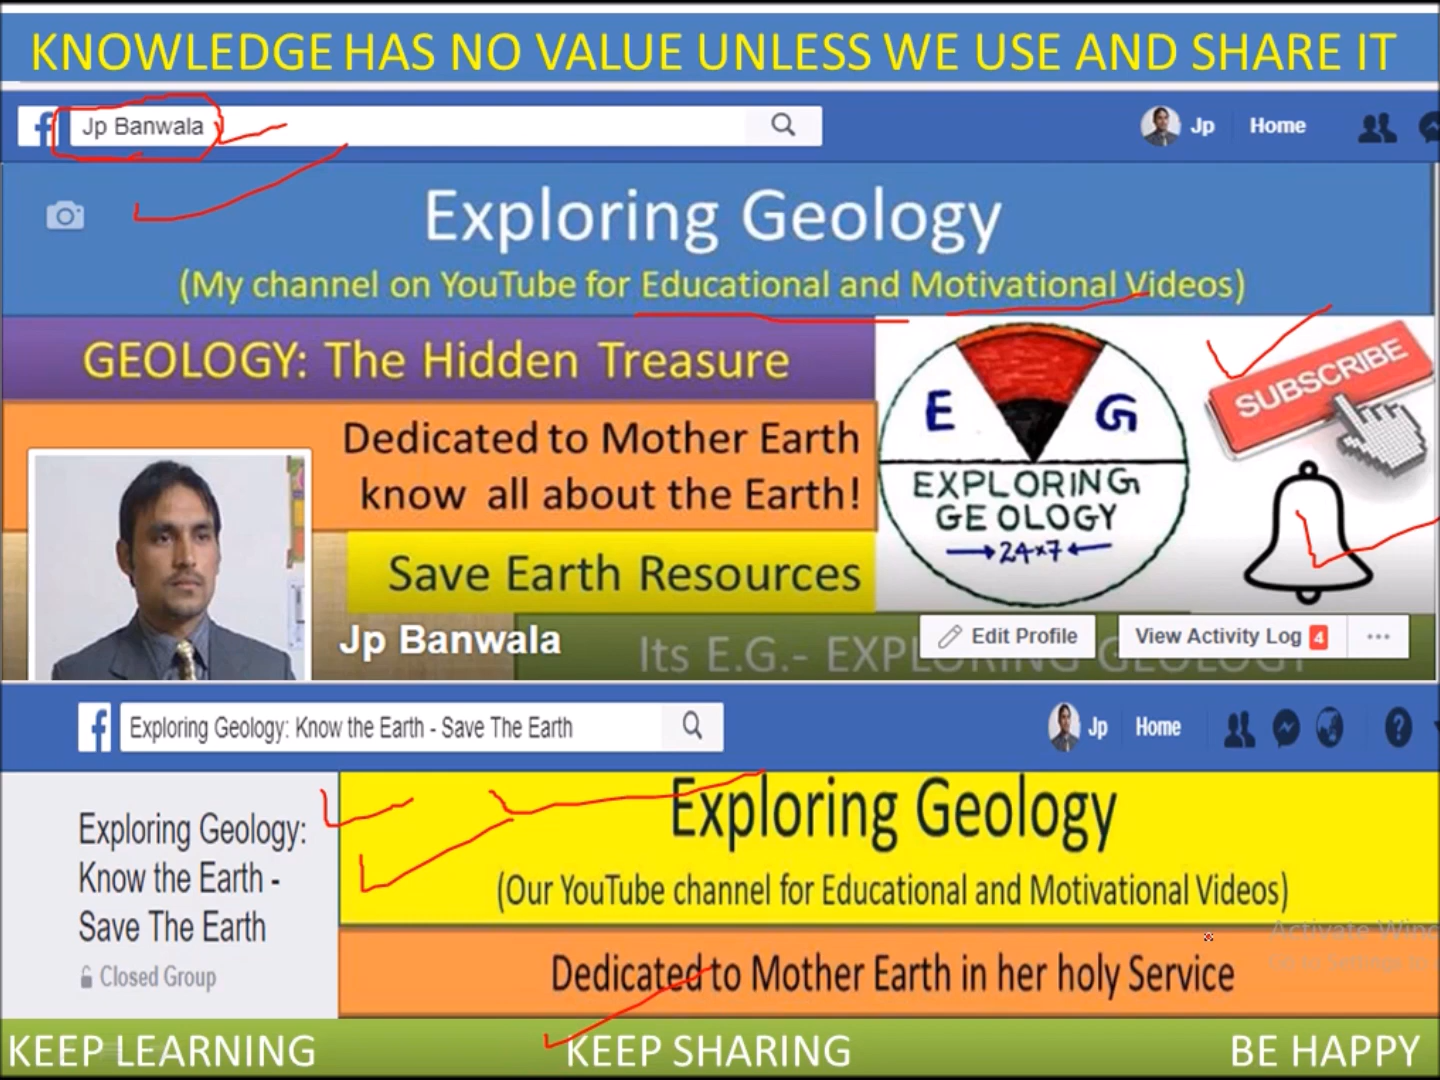 KNOWLEDGE HAS NO VALUE UNLESS WE USE AND SHARE IT
Jp Banwala
Jp Home
Exploring Geology
(My channel on YouTube for Educational and Motivational Videos)
GEOLOGY: The Hidden Treasure
Dedicated to Mother Earth
know all about the Earth!
Save Earth Resources
E G
EXPLORING
GEOLOGY
24x7
SUBSCRIBE
Jp Banwala
Its E.G.- EXPLORING GEOLOGY
Edit Profile
View Activity Log 4
Exploring Geology: Know the Earth - Save The Earth
Jp Home
Exploring Geology:
Know the Earth -
Save The Earth
Closed Group
Exploring Geology
(Our YouTube channel for Educational and Motivational Videos)
Dedicated to Mother Earth in her holy Service
Activate
KEEP LEARNING KEEP SHARING BE HAPPY